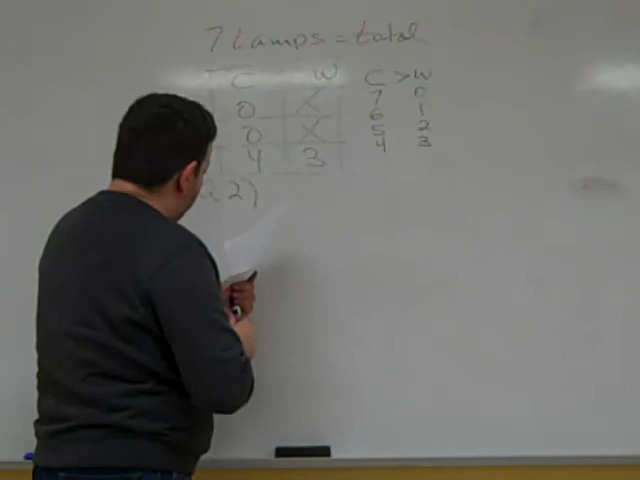 7 Lamps = total
C W C > W
0 X 7 0
6 1
0 X 5 2
4 3 4 3
2)